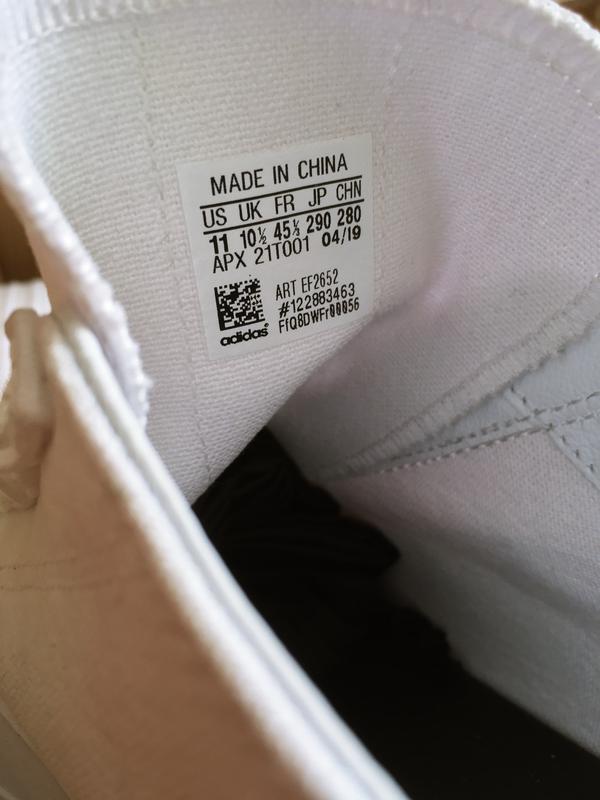 MADE IN CHINA
US UK FR JP CHN
11 10½ 45⅓ 290 280
APX 21T001 04/19
ART EF2652
#122883463
FfQ8DWFr00056
adidas